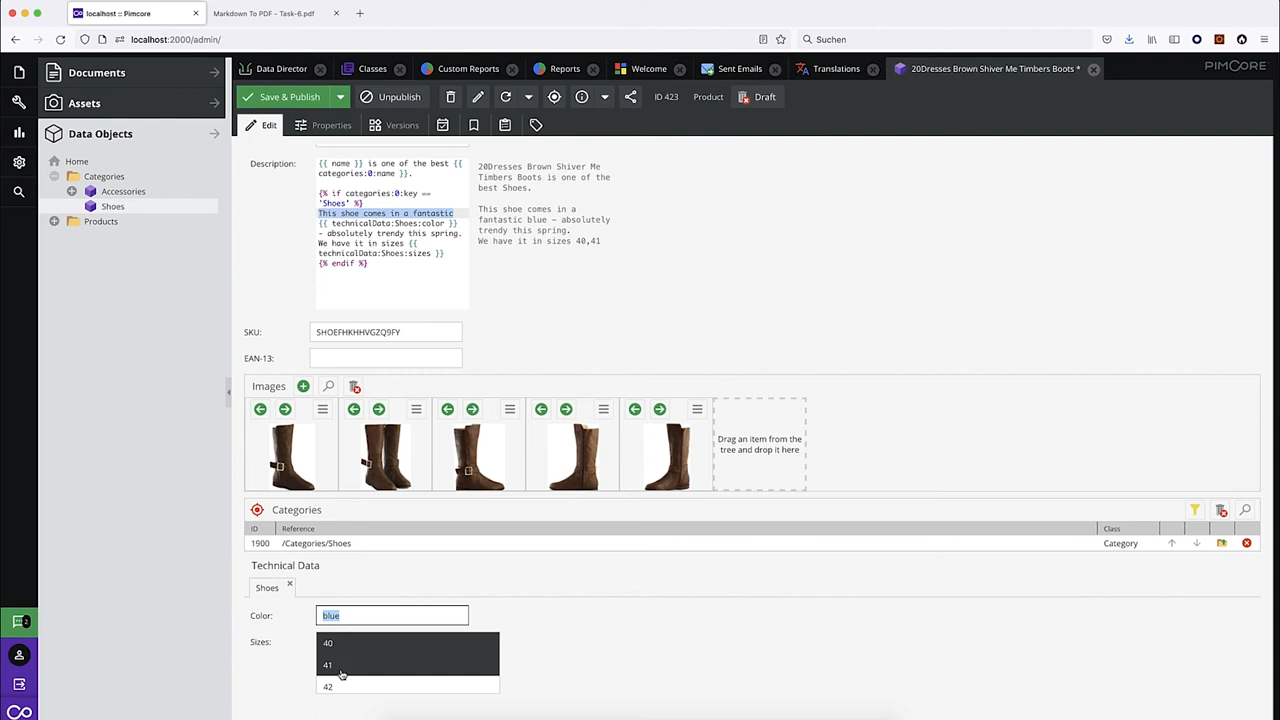 localhost :: Pimcore
Markdown To PDF - Task-6.pdf
localhost:2000/admin/
Suchen
Documents
Assets
Data Objects
Home
Categories
Accessories
Shoes
Products
2
Data Director
Classes
Custom Reports
Reports
Welcome
Sent Emails
Translations
20Dresses Brown Shiver Me Timbers Boots *
PIMCORE
Save & Publish
Unpublish
ID 423
Product
Draft
Edit
Properties
Versions
Description:
{{ name }} is one of the best {{
categories:0:name }}.
{% if categories:0:key ==
'Shoes' %}
This shoe comes in a fantastic
{{ technicalData:Shoes:color }}
- absolutely trendy this spring.
We have it in sizes {{
technicalData:Shoes:sizes }}
{% endif %}
20Dresses Brown Shiver Me
Timbers Boots is one of the
best Shoes.
This shoe comes in a
fantastic blue - absolutely
trendy this spring.
We have it in sizes 40,41
SKU:
SHOEFHKHHVGZQ9FY
EAN-13:
Images
Drag an item from the
tree and drop it here
Categories
ID Reference Class
1900 /Categories/Shoes Category
Technical Data
Shoes
Color:
blue
Sizes:
40
41
42